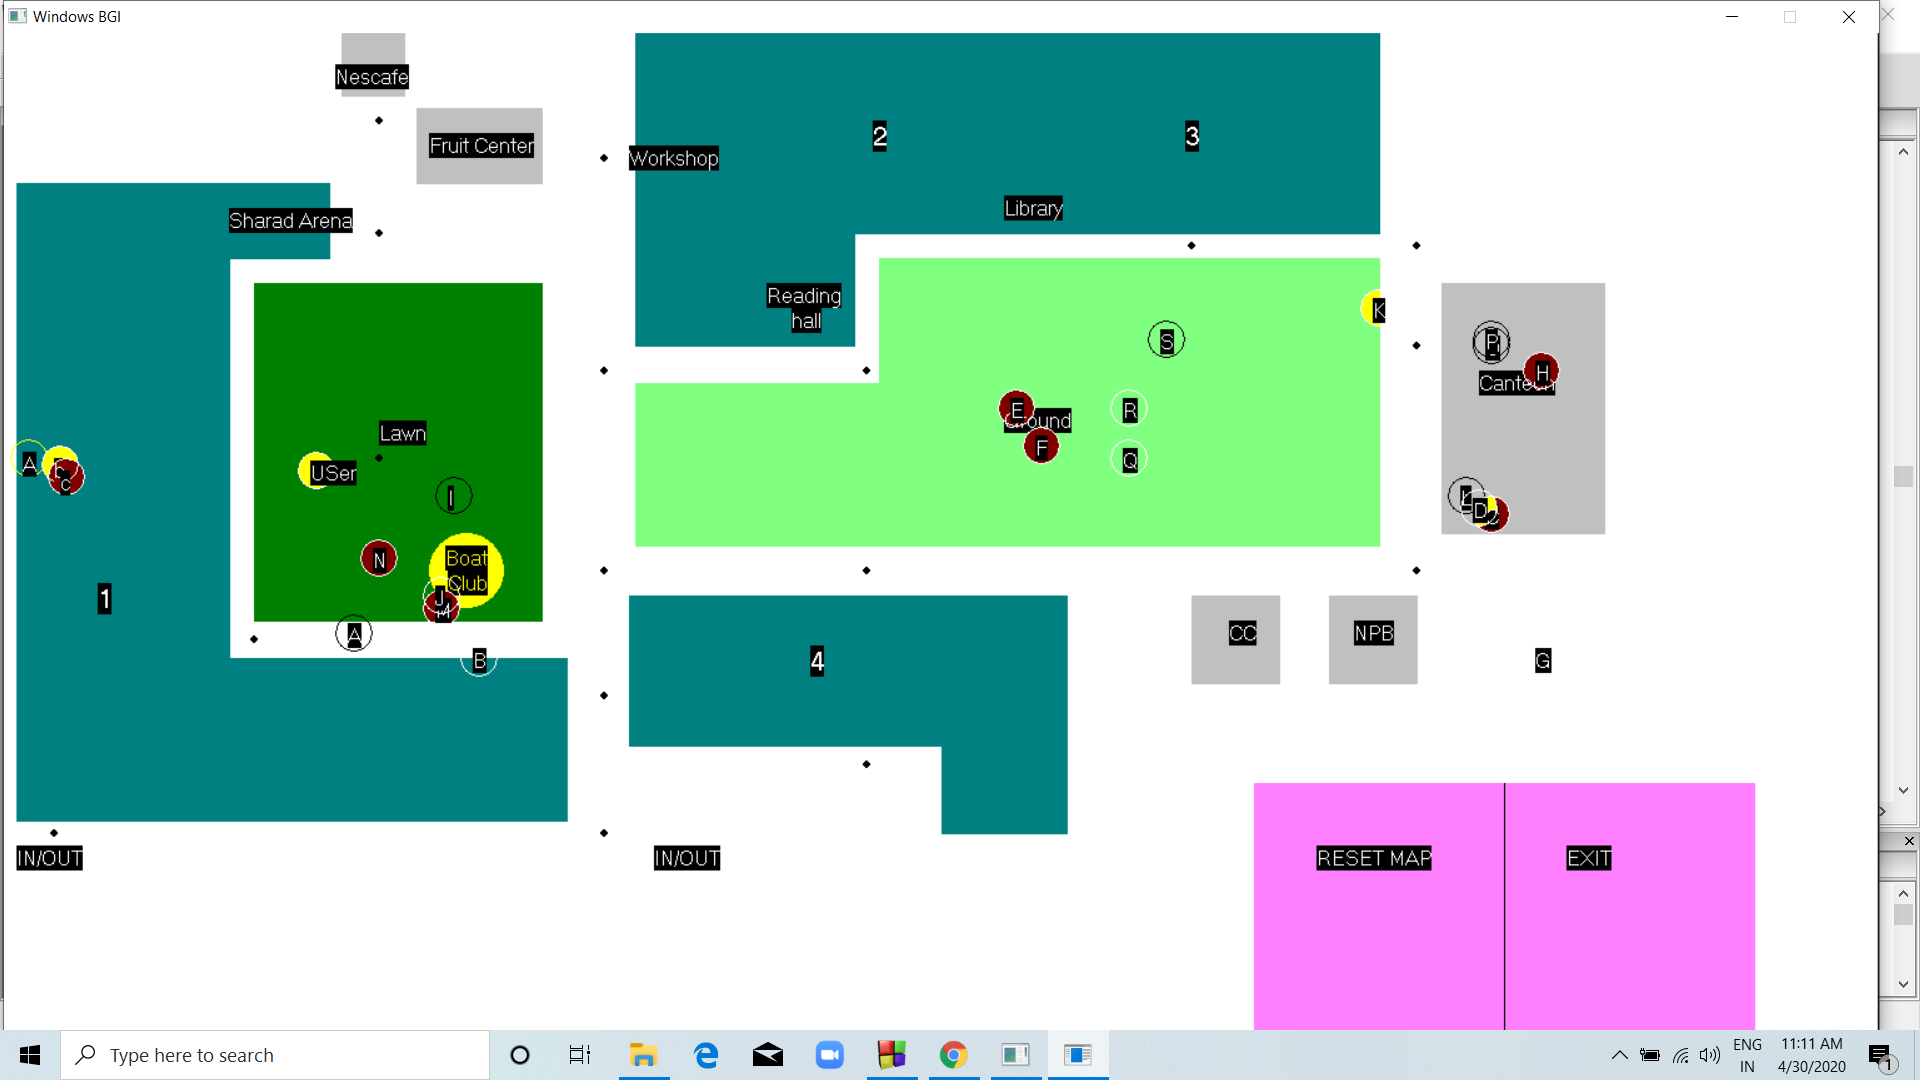 Windows BGI
Nescafe
Fruit Center
2
3
Workshop
Library
Sharad Arena
Reading
hall
K
S
P
H
E
R
F
Q
Lawn
A
C
USer
I
L
D
N
Boat
Club
J
1
A
B
4
CC
NPB
G
IN/OUT
IN/OUT
RESET MAP
EXIT
Type here to search
ENG
IN
11:11 AM
4/30/2020
1